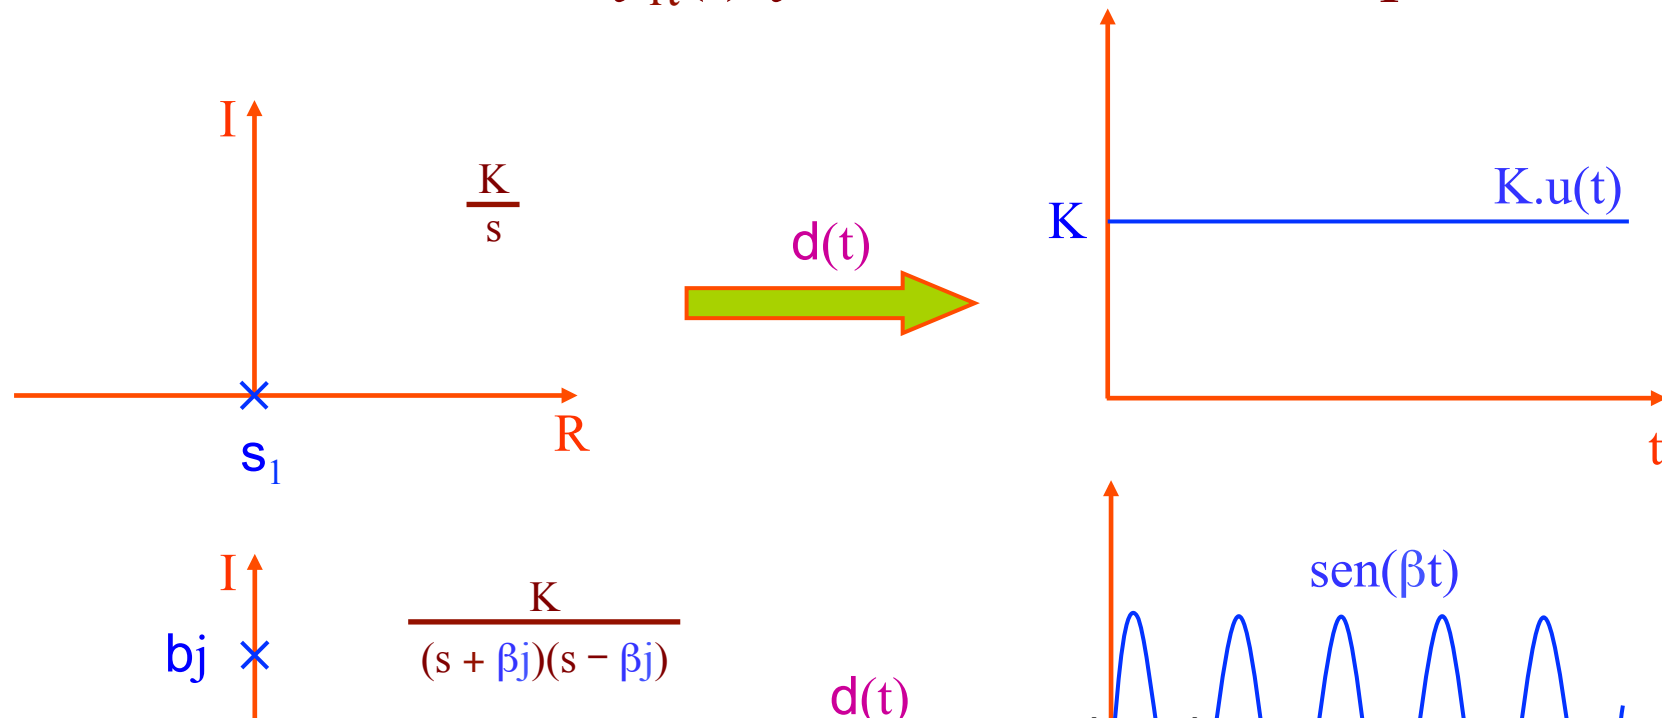 I
K
s
d(t)
K
K.u(t)
R
s₁
t
I
bj
K
(s + βj)(s − βj)
d(t)
sen(βt)